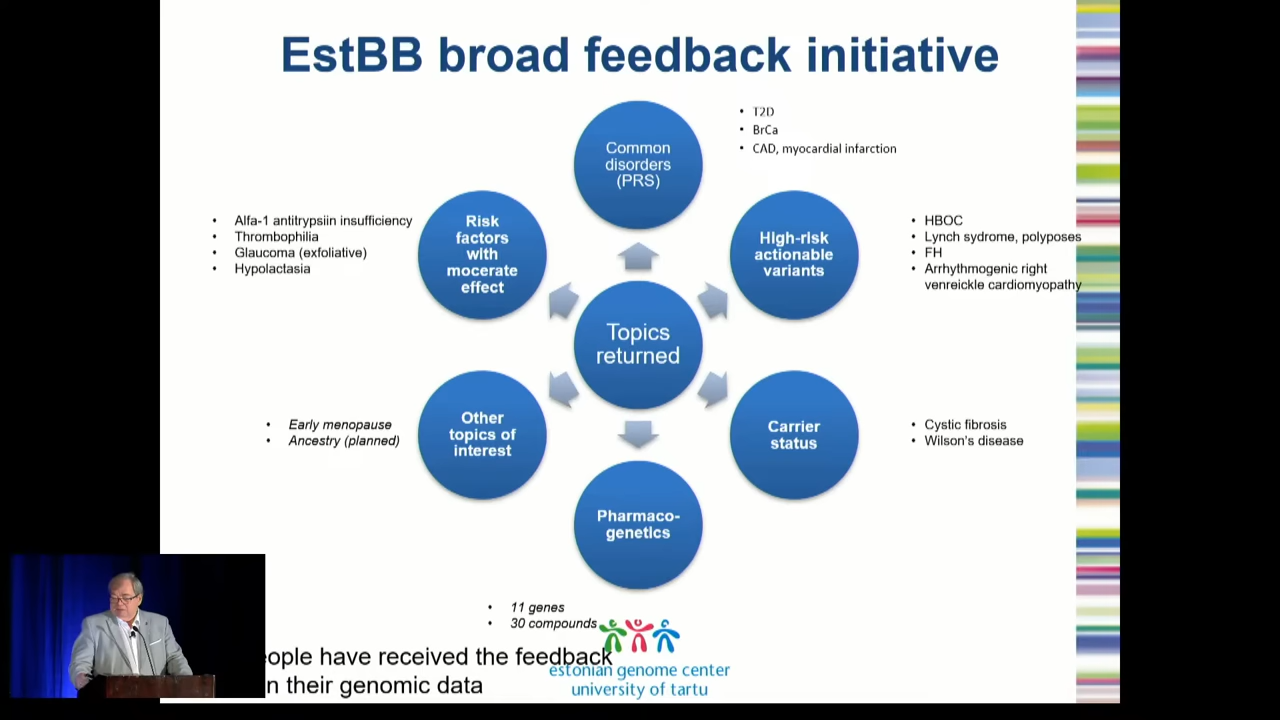 EstBB broad feedback initiative
Common
disorders
(PRS)
• T2D
• BrCa
• CAD, myocardial infarction
• Alfa-1 antitrypsiin insufficiency
• Thrombophilia
• Glaucoma (exfoliative)
• Hypolactasia
Risk
factors
with
mocerate
effect
High-risk
actionable
variants
• HBOC
• Lynch sydrome, polyposes
• FH
• Arrhythmogenic right
venreickle cardiomyopathy
Topics
returned
• Early menopause
• Ancestry (planned)
Other
topics of
interest
Carrier
status
• Cystic fibrosis
• Wilson's disease
Pharmaco-
genetics
• 11 genes
• 30 compounds
have received the feedback
their genomic data
estonian genome center
university of tartu